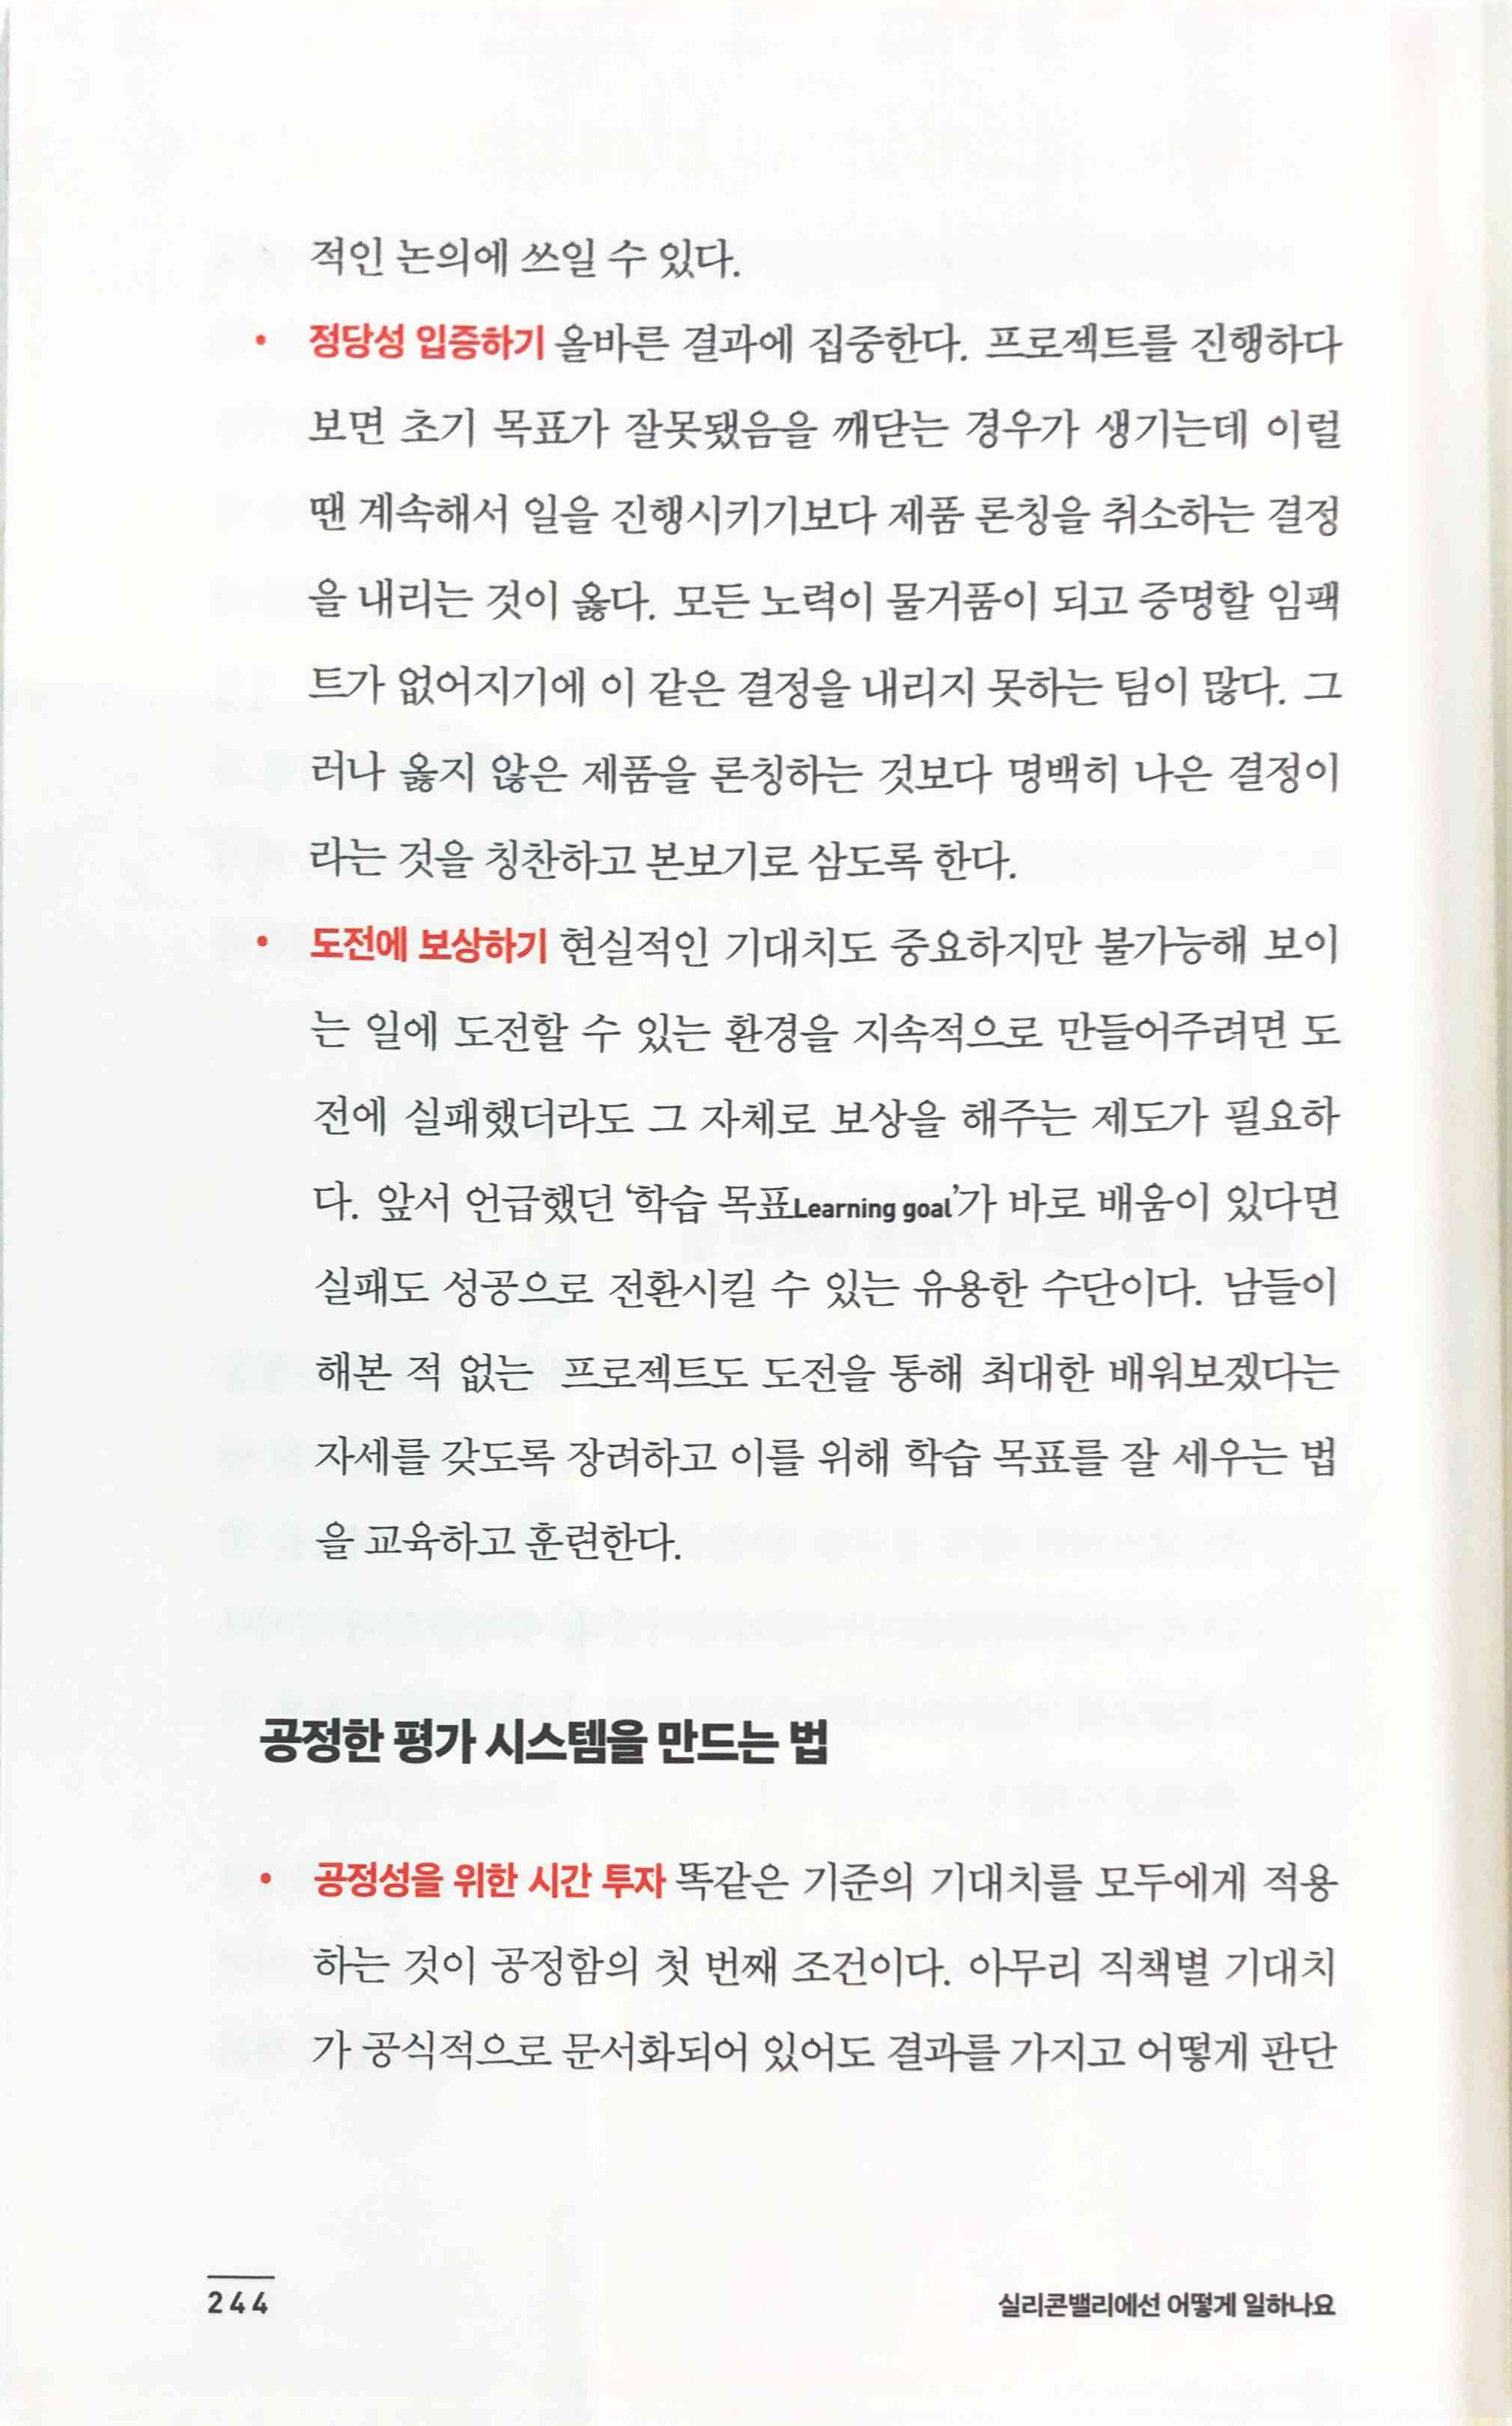 적인 논의에 쓰일 수 있다.
• 정당성 입증하기 올바른 결과에 집중한다. 프로젝트를 진행하다
보면 초기 목표가 잘못됐음을 깨닫는 경우가 생기는데 이럴
땐 계속해서 일을 진행시키기보다 제품 론칭을 취소하는 결정
을 내리는 것이 옳다. 모든 노력이 물거품이 되고 증명할 임팩
트가 없어지기에 이 같은 결정을 내리지 못하는 팀이 많다. 그
러나 옳지 않은 제품을 론칭하는 것보다 명백히 나은 결정이
라는 것을 칭찬하고 본보기로 삼도록 한다.
• 도전에 보상하기 현실적인 기대치도 중요하지만 불가능해 보이
는 일에 도전할 수 있는 환경을 지속적으로 만들어주려면 도
전에 실패했더라도 그 자체로 보상을 해주는 제도가 필요하
다. 앞서 언급했던 ‘학습 목표Learning goal’가 바로 배움이 있다면
실패도 성공으로 전환시킬 수 있는 유용한 수단이다. 남들이
해본 적 없는 프로젝트도 도전을 통해 최대한 배워보겠다는
자세를 갖도록 장려하고 이를 위해 학습 목표를 잘 세우는 법
을 교육하고 훈련한다.
공정한 평가 시스템을 만드는 법
• 공정성을 위한 시간 투자 똑같은 기준의 기대치를 모두에게 적용
하는 것이 공정함의 첫 번째 조건이다. 아무리 직책별 기대치
가 공식적으로 문서화되어 있어도 결과를 가지고 어떻게 판단
244
실리콘밸리에선 어떻게 일하나요